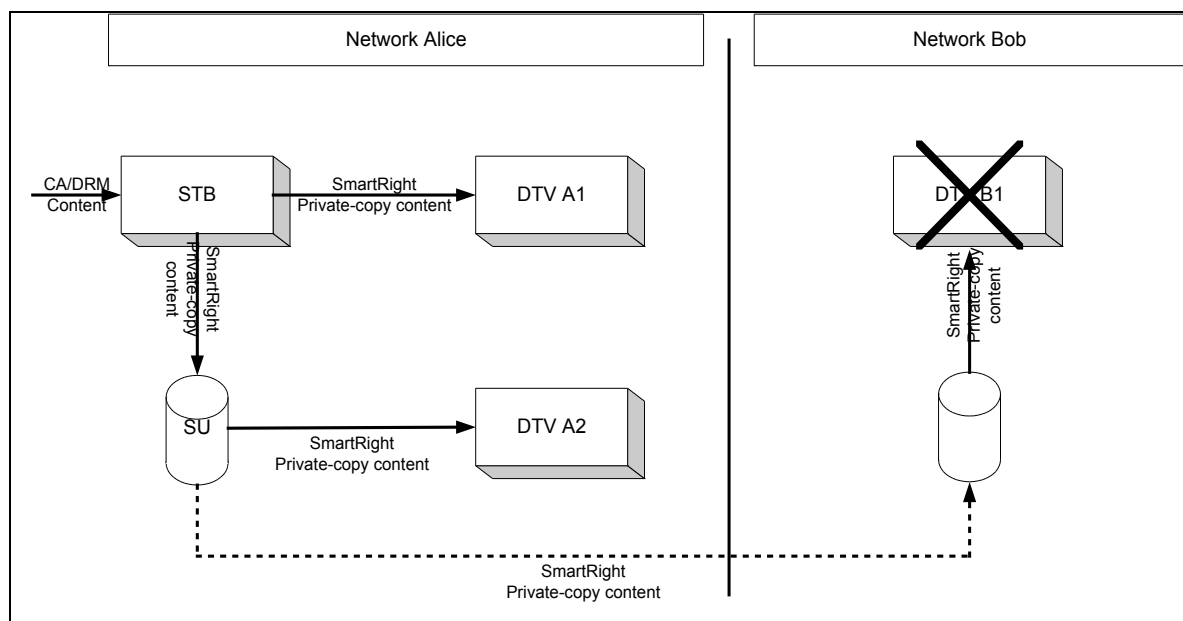 Network Alice
Network Bob
CA/DRM
Content
STB
SmartRight
Private-copy content
DTV A1
SmartRight
Private-copy
content
SU
SmartRight
Private-copy content
DTV A2
B1
SmartRight
Private-copy
content
SmartRight
Private-copy content